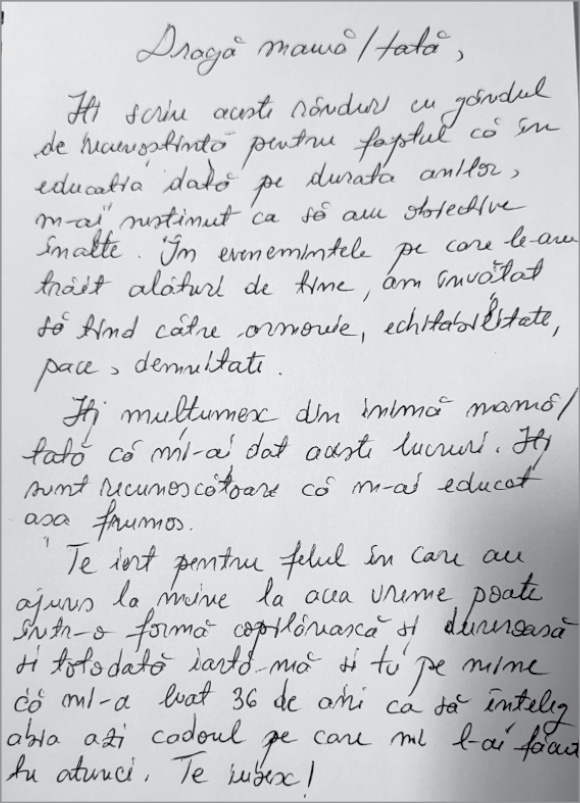 Dragă mamă/tată,
Îți scriu aceste rânduri cu gândul
de recunoștință pentru faptul că în
educația dată pe durata anilor,
m-ai susținut ca să am obiective
înalte. În evenimintele pe care le-am
trăit alături de tine, am învățat
să tind către armonie, echitabilitate,
pace, demnitate.
Îți mulțumesc din inimă mamă/
tată că mi-ai dat aceste lucruri. Îți
sunt recunoscătoare că m-ai educat
așa frumos.
Te iert pentru felul în care au
ajuns la mine la acea vreme poate
într-o formă copilărească și dureroasă
și totodată iartă-mă și tu pe mine
că mi-a luat 36 de ani ca să înțeleg
abia azi cadoul pe care mi l-ai făcut
tu atunci. Te iubesc!